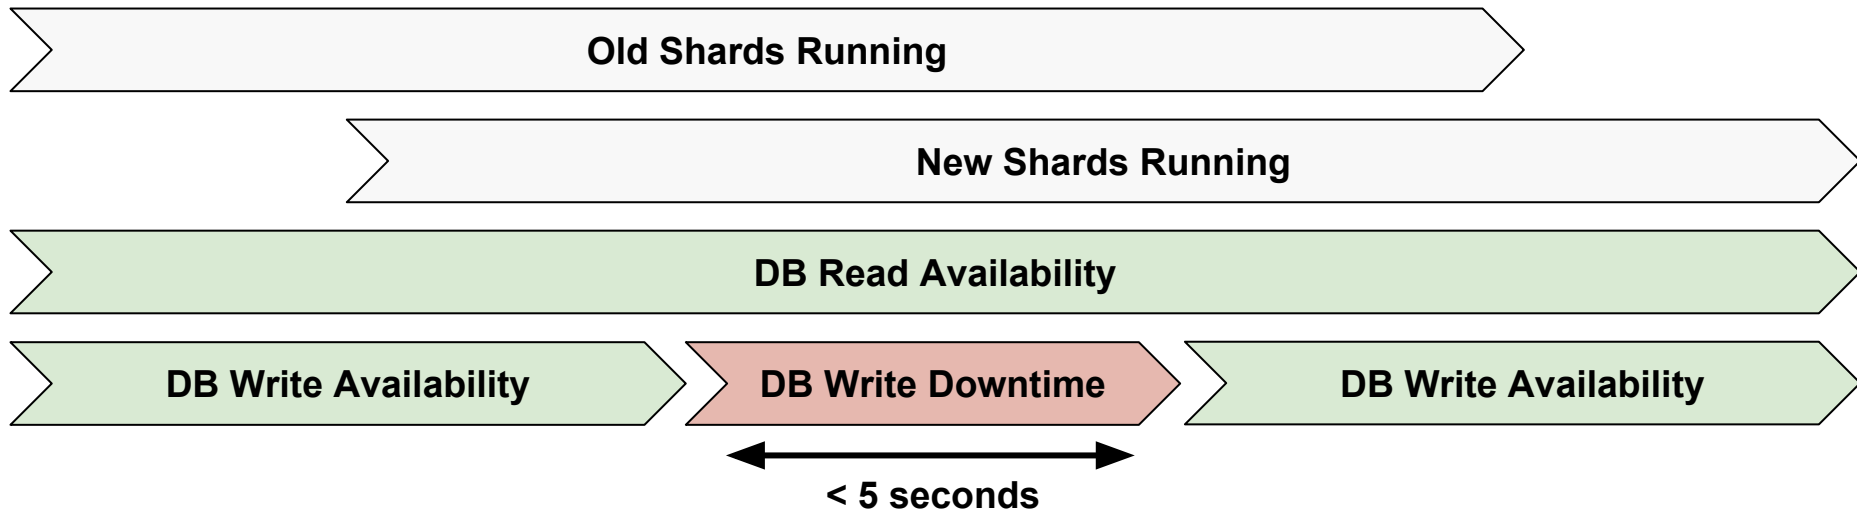 Old Shards Running
New Shards Running
DB Read Availability
DB Write Availability
DB Write Downtime
DB Write Availability
< 5 seconds